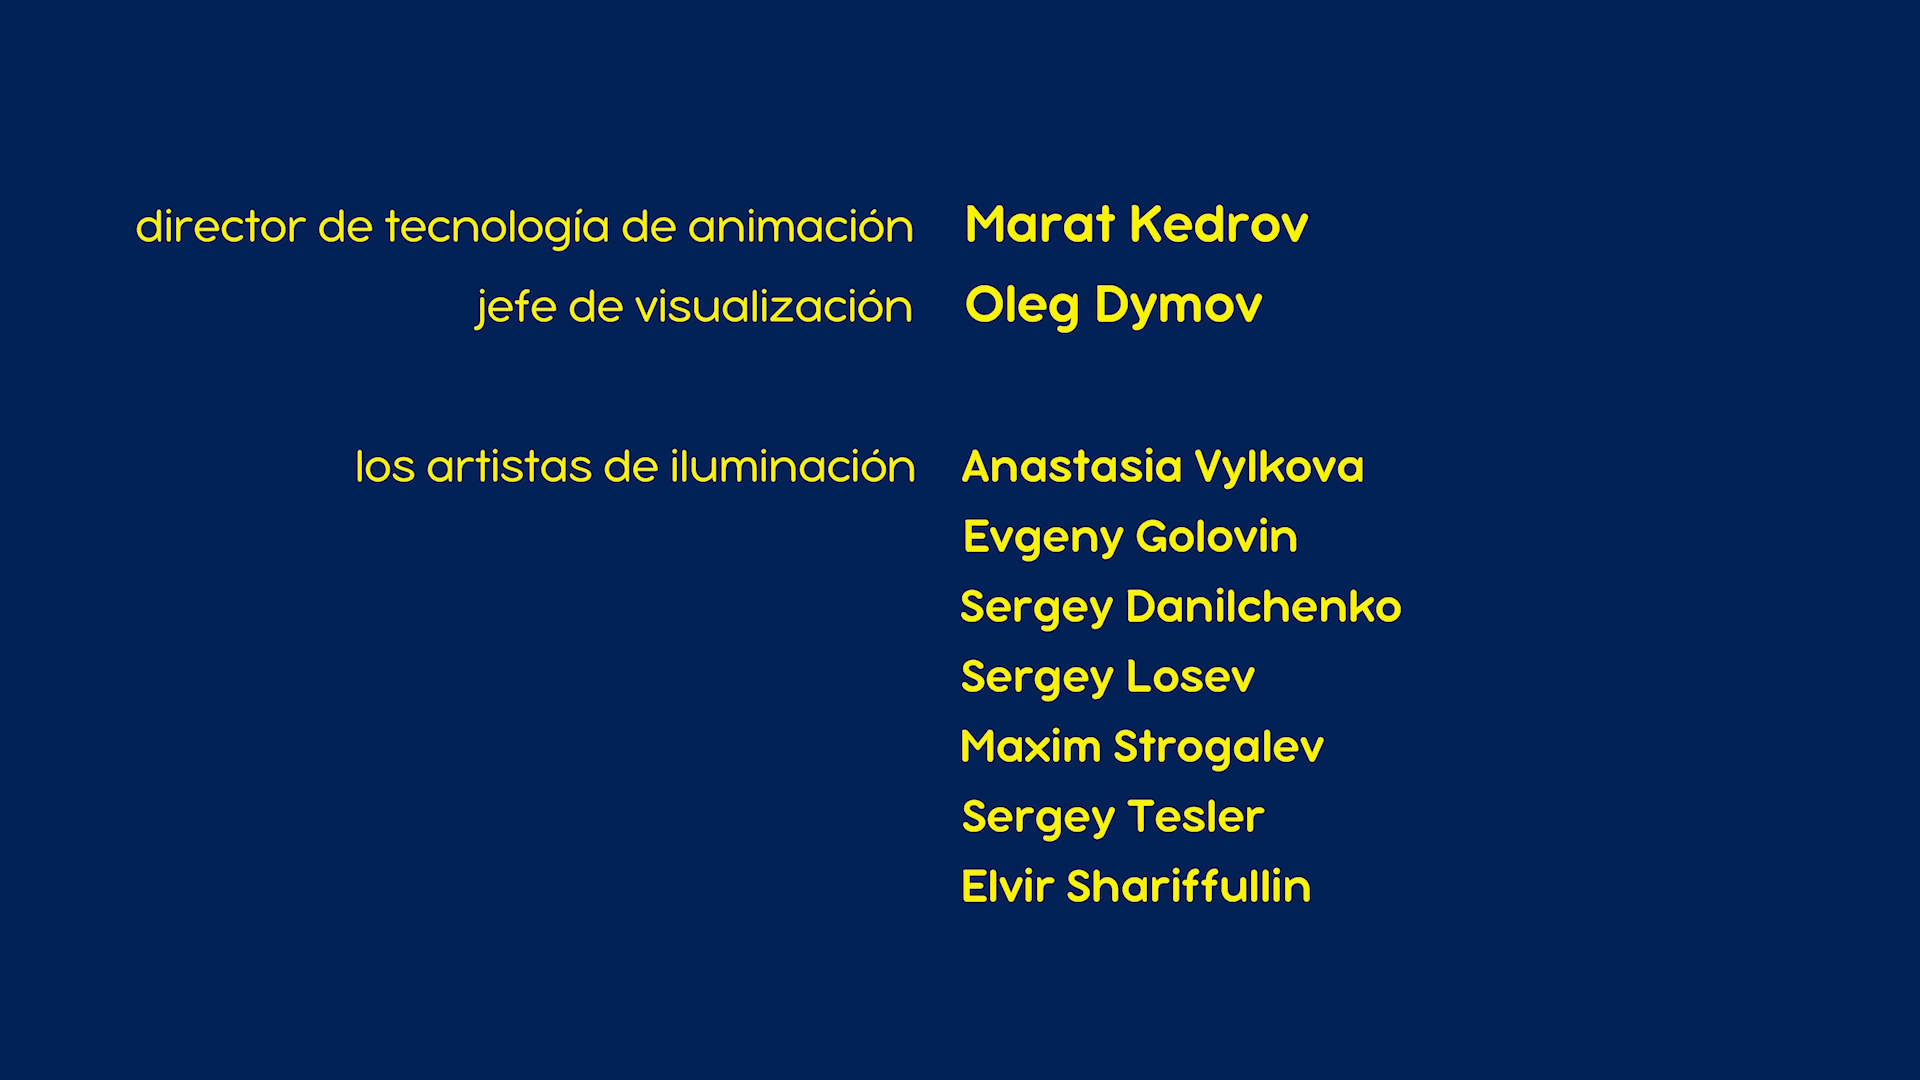 director de tecnología de animación Marat Kedrov
jefe de visualización Oleg Dymov
los artistas de iluminación Anastasia Vylkova
Evgeny Golovin
Sergey Danilchenko
Sergey Losev
Maxim Strogalev
Sergey Tesler
Elvir Shariffullin